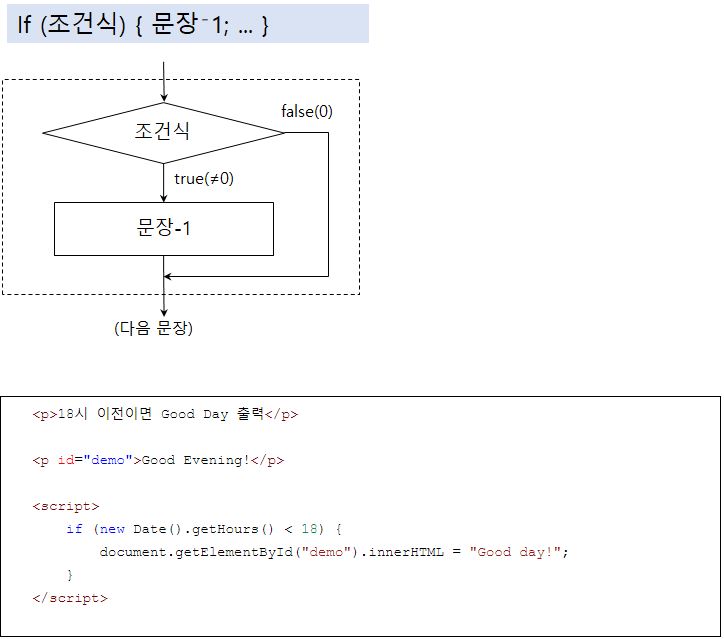 If (조건식) { 문장-1; ... }
조건식
false(0)
true(≠0)
문장-1
(다음 문장)
<p>18시 이전이면 Good Day 출력</p>
<p id="demo">Good Evening!</p>
<script>
if (new Date().getHours() < 18) {
document.getElementById("demo").innerHTML = "Good day!";
}
</script>